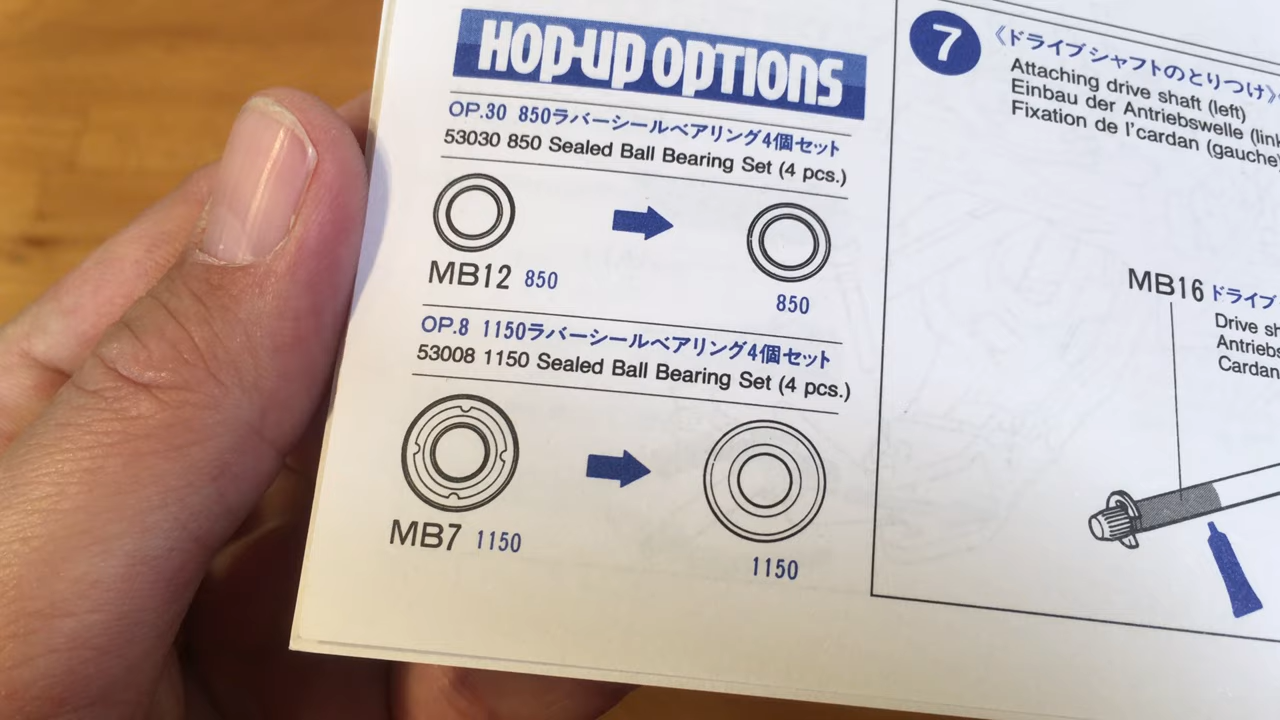 HOP-UP OPTIONS
OP.30 850ラバーシールベアリング4個セット
53030 850 Sealed Ball Bearing Set (4 pcs.)
MB12 850
850
OP.8 1150ラバーシールベアリング4個セット
53008 1150 Sealed Ball Bearing Set (4 pcs.)
MB7 1150
1150
7
《ドライブシャフトのとりつけ》
Attaching drive shaft (left)
Einbau der Antriebswelle (link
Fixation de l'cardan (gauche)
MB16 ドライブ
Drive sh
Antriebs
Cardan